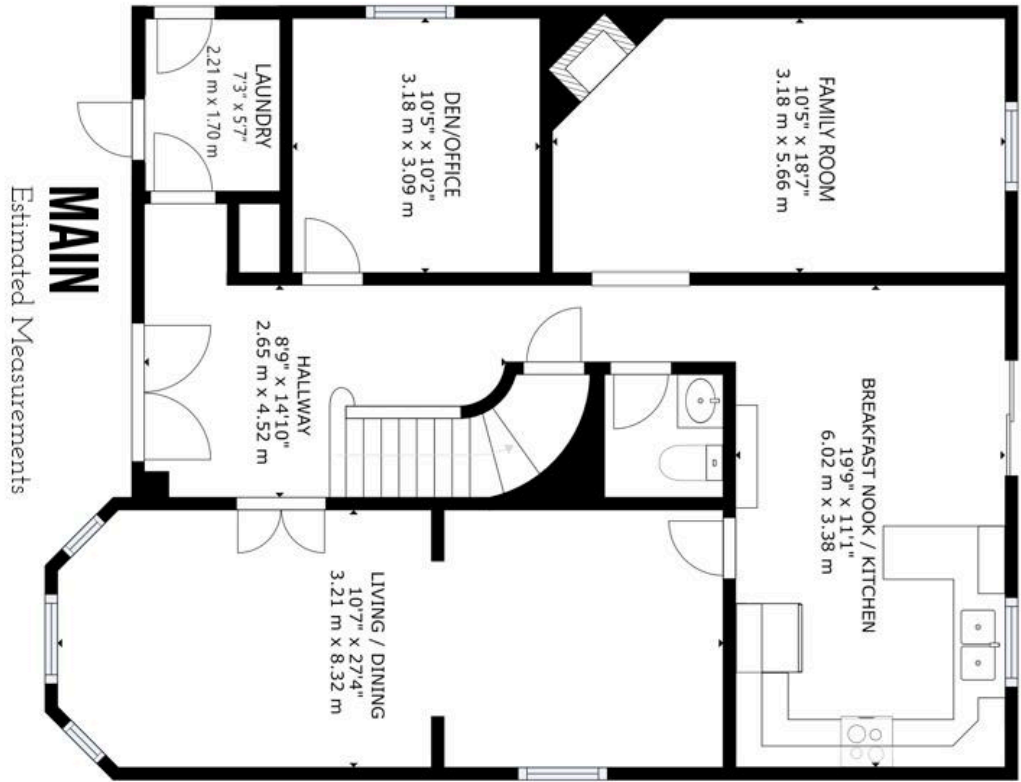 FAMILY ROOM
10'5" x 18'7"
3.18 m x 5.66 m
DEN/OFFICE
10'5" x 10'2"
3.18 m x 3.09 m
LAUNDRY
7'3" x 5'7"
2.21 m x 1.70 m
BREAKFAST NOOK / KITCHEN
19'9" x 11'1"
6.02 m x 3.38 m
HALLWAY
8'9" x 14'10"
2.65 m x 4.52 m
LIVING / DINING
10'7" x 27'4"
3.21 m x 8.32 m
MAIN
Estimated Measurements